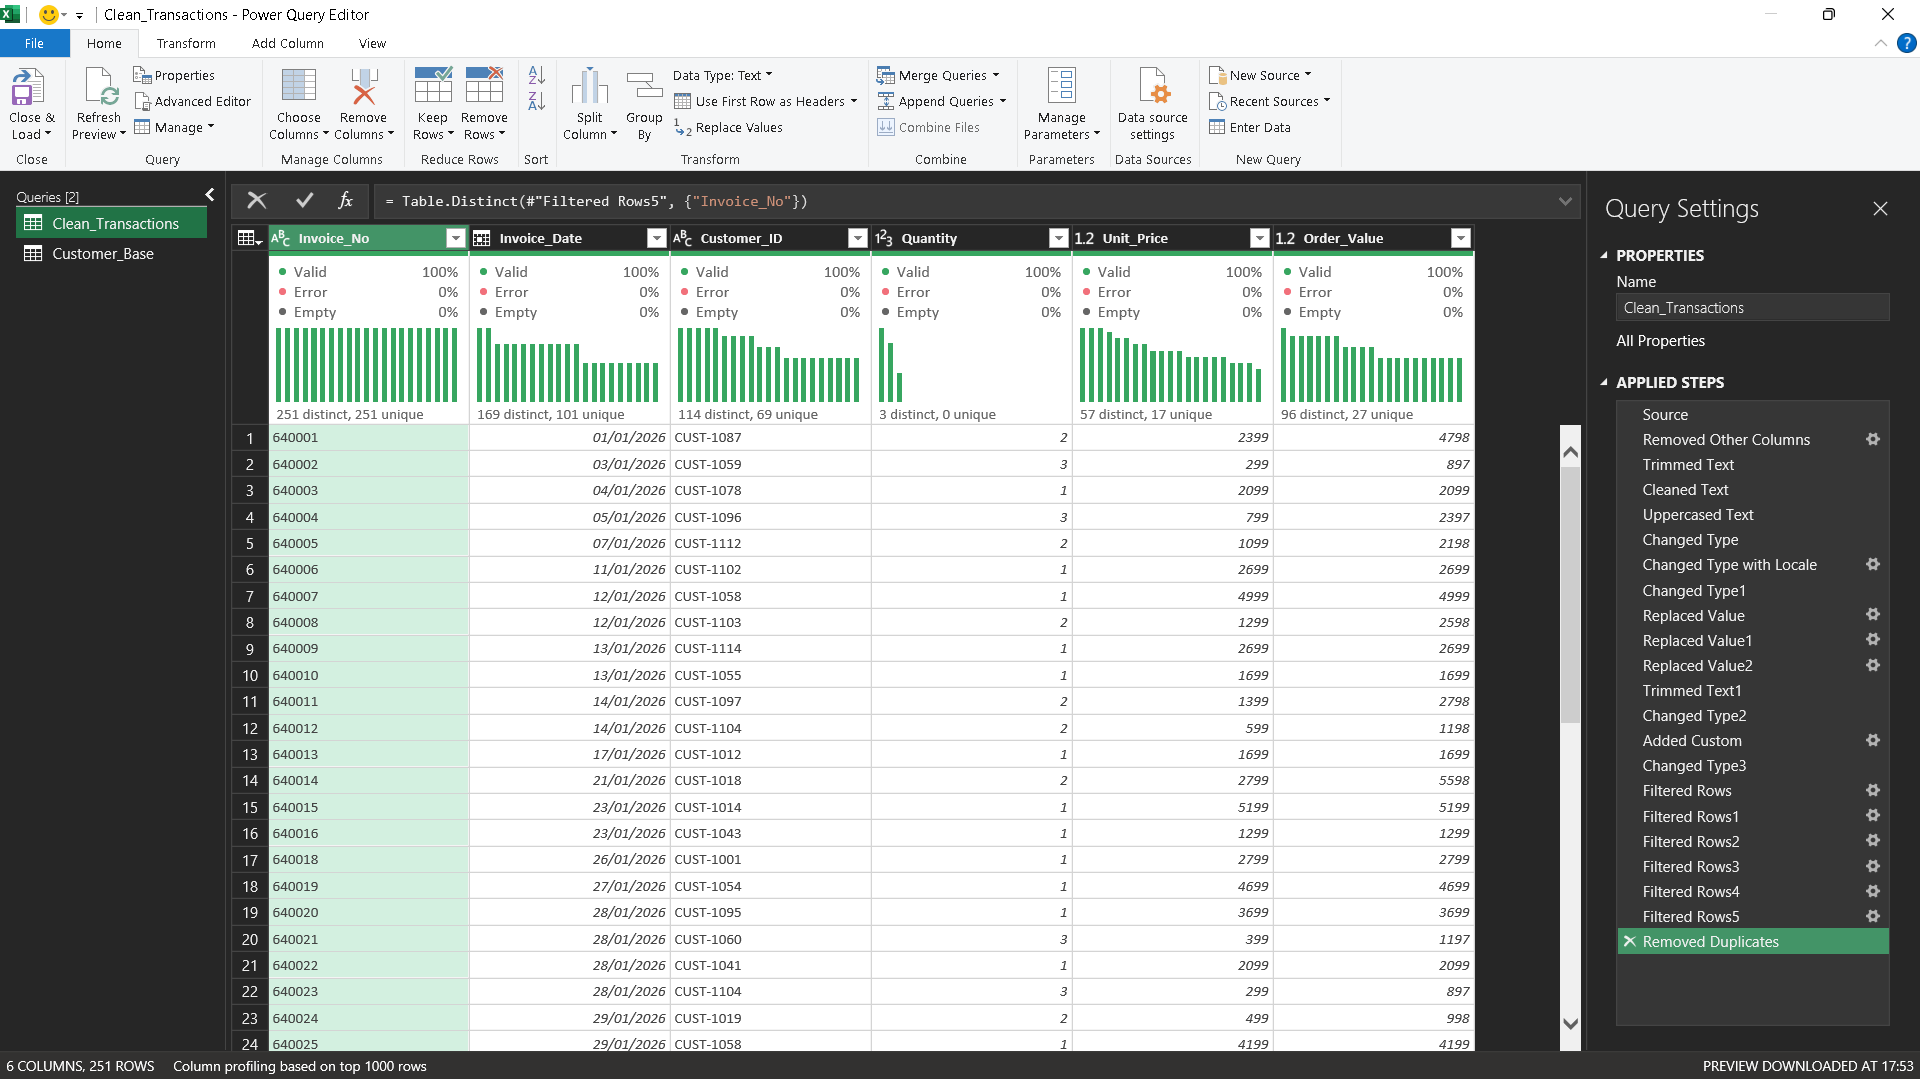 Clean_Transactions - Power Query Editor
File Home Transform Add Column View
Close & Load
Close
Refresh Preview
Properties
Advanced Editor
Manage
Query
Choose Columns
Remove Columns
Manage Columns
Keep Rows
Remove Rows
Reduce Rows
Sort
Split Column
Group By
Data Type: Text
Use First Row as Headers
Replace Values
Transform
Merge Queries
Append Queries
Combine Files
Combine
Manage Parameters
Parameters
Data source settings
Data Sources
New Source
Recent Sources
Enter Data
New Query
Queries [2]
Clean_Transactions
Customer_Base
fx = Table.Distinct(#"Filtered Rows5", {"Invoice_No"})
Invoice_No Invoice_Date Customer_ID Quantity Unit_Price Order_Value
Valid 100% Valid 100% Valid 100% Valid 100% Valid 100% Valid 100%
Error 0% Error 0% Error 0% Error 0% Error 0% Error 0%
Empty 0% Empty 0% Empty 0% Empty 0% Empty 0% Empty 0%
251 distinct, 251 unique 169 distinct, 101 unique 114 distinct, 69 unique 3 distinct, 0 unique 57 distinct, 17 unique 96 distinct, 27 unique
1 640001 01/01/2026 CUST-1087 2 2399 4798
2 640002 03/01/2026 CUST-1059 3 299 897
3 640003 04/01/2026 CUST-1078 1 2099 2099
4 640004 05/01/2026 CUST-1096 3 799 2397
5 640005 07/01/2026 CUST-1112 2 1099 2198
6 640006 11/01/2026 CUST-1102 1 2699 2699
7 640007 12/01/2026 CUST-1058 1 4999 4999
8 640008 12/01/2026 CUST-1103 2 1299 2598
9 640009 13/01/2026 CUST-1114 1 2699 2699
10 640010 13/01/2026 CUST-1055 1 1699 1699
11 640011 14/01/2026 CUST-1097 2 1399 2798
12 640012 14/01/2026 CUST-1104 2 599 1198
13 640013 17/01/2026 CUST-1012 1 1699 1699
14 640014 21/01/2026 CUST-1018 2 2799 5598
15 640015 23/01/2026 CUST-1014 1 5199 5199
16 640016 23/01/2026 CUST-1043 1 1299 1299
17 640018 26/01/2026 CUST-1001 1 2799 2799
18 640019 27/01/2026 CUST-1054 1 4699 4699
19 640020 28/01/2026 CUST-1095 1 3699 3699
20 640021 28/01/2026 CUST-1060 3 399 1197
21 640022 28/01/2026 CUST-1041 1 2099 2099
22 640023 28/01/2026 CUST-1104 3 299 897
23 640024 29/01/2026 CUST-1019 2 499 998
24 640025 29/01/2026 CUST-1058 1 4199 4199
Query Settings
PROPERTIES
Name
Clean_Transactions
All Properties
APPLIED STEPS
Source
Removed Other Columns
Trimmed Text
Cleaned Text
Uppercased Text
Changed Type
Changed Type with Locale
Changed Type1
Replaced Value
Replaced Value1
Replaced Value2
Trimmed Text1
Changed Type2
Added Custom
Changed Type3
Filtered Rows
Filtered Rows1
Filtered Rows2
Filtered Rows3
Filtered Rows4
Filtered Rows5
Removed Duplicates
6 COLUMNS, 251 ROWS Column profiling based on top 1000 rows PREVIEW DOWNLOADED AT 17:53